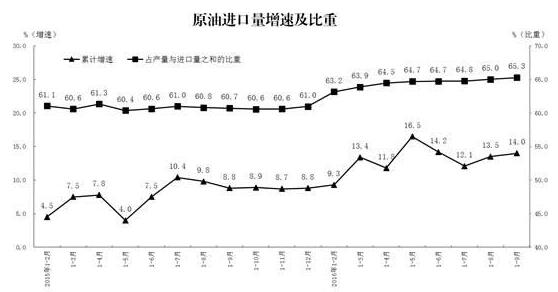 原油进口量增速及比重
%（增速）
%（比重）
累计增速
占产量与进口量之和的比重
30.0
25.0
20.0
15.0
10.0
5.0
0.0
70.0
65.0
60.0
55.0
50.0
45.0
40.0
61.1 60.6 61.3 60.4 60.6 61.0 60.8 60.7 60.6 60.6 61.0 63.2 63.9 64.5 64.7 64.7 64.8 65.0 65.3
4.5 7.5 7.8 4.0 7.5 10.4 9.8 8.8 8.9 8.7 8.8 9.3 13.4 11.8 16.5 14.2 12.1 13.5 14.0
2015年1-2月
1-3月
1-4月
1-5月
1-6月
1-7月
1-8月
1-9月
1-10月
1-11月
1-12月
2016年1-2月
1-3月
1-4月
1-5月
1-6月
1-7月
1-8月
1-9月